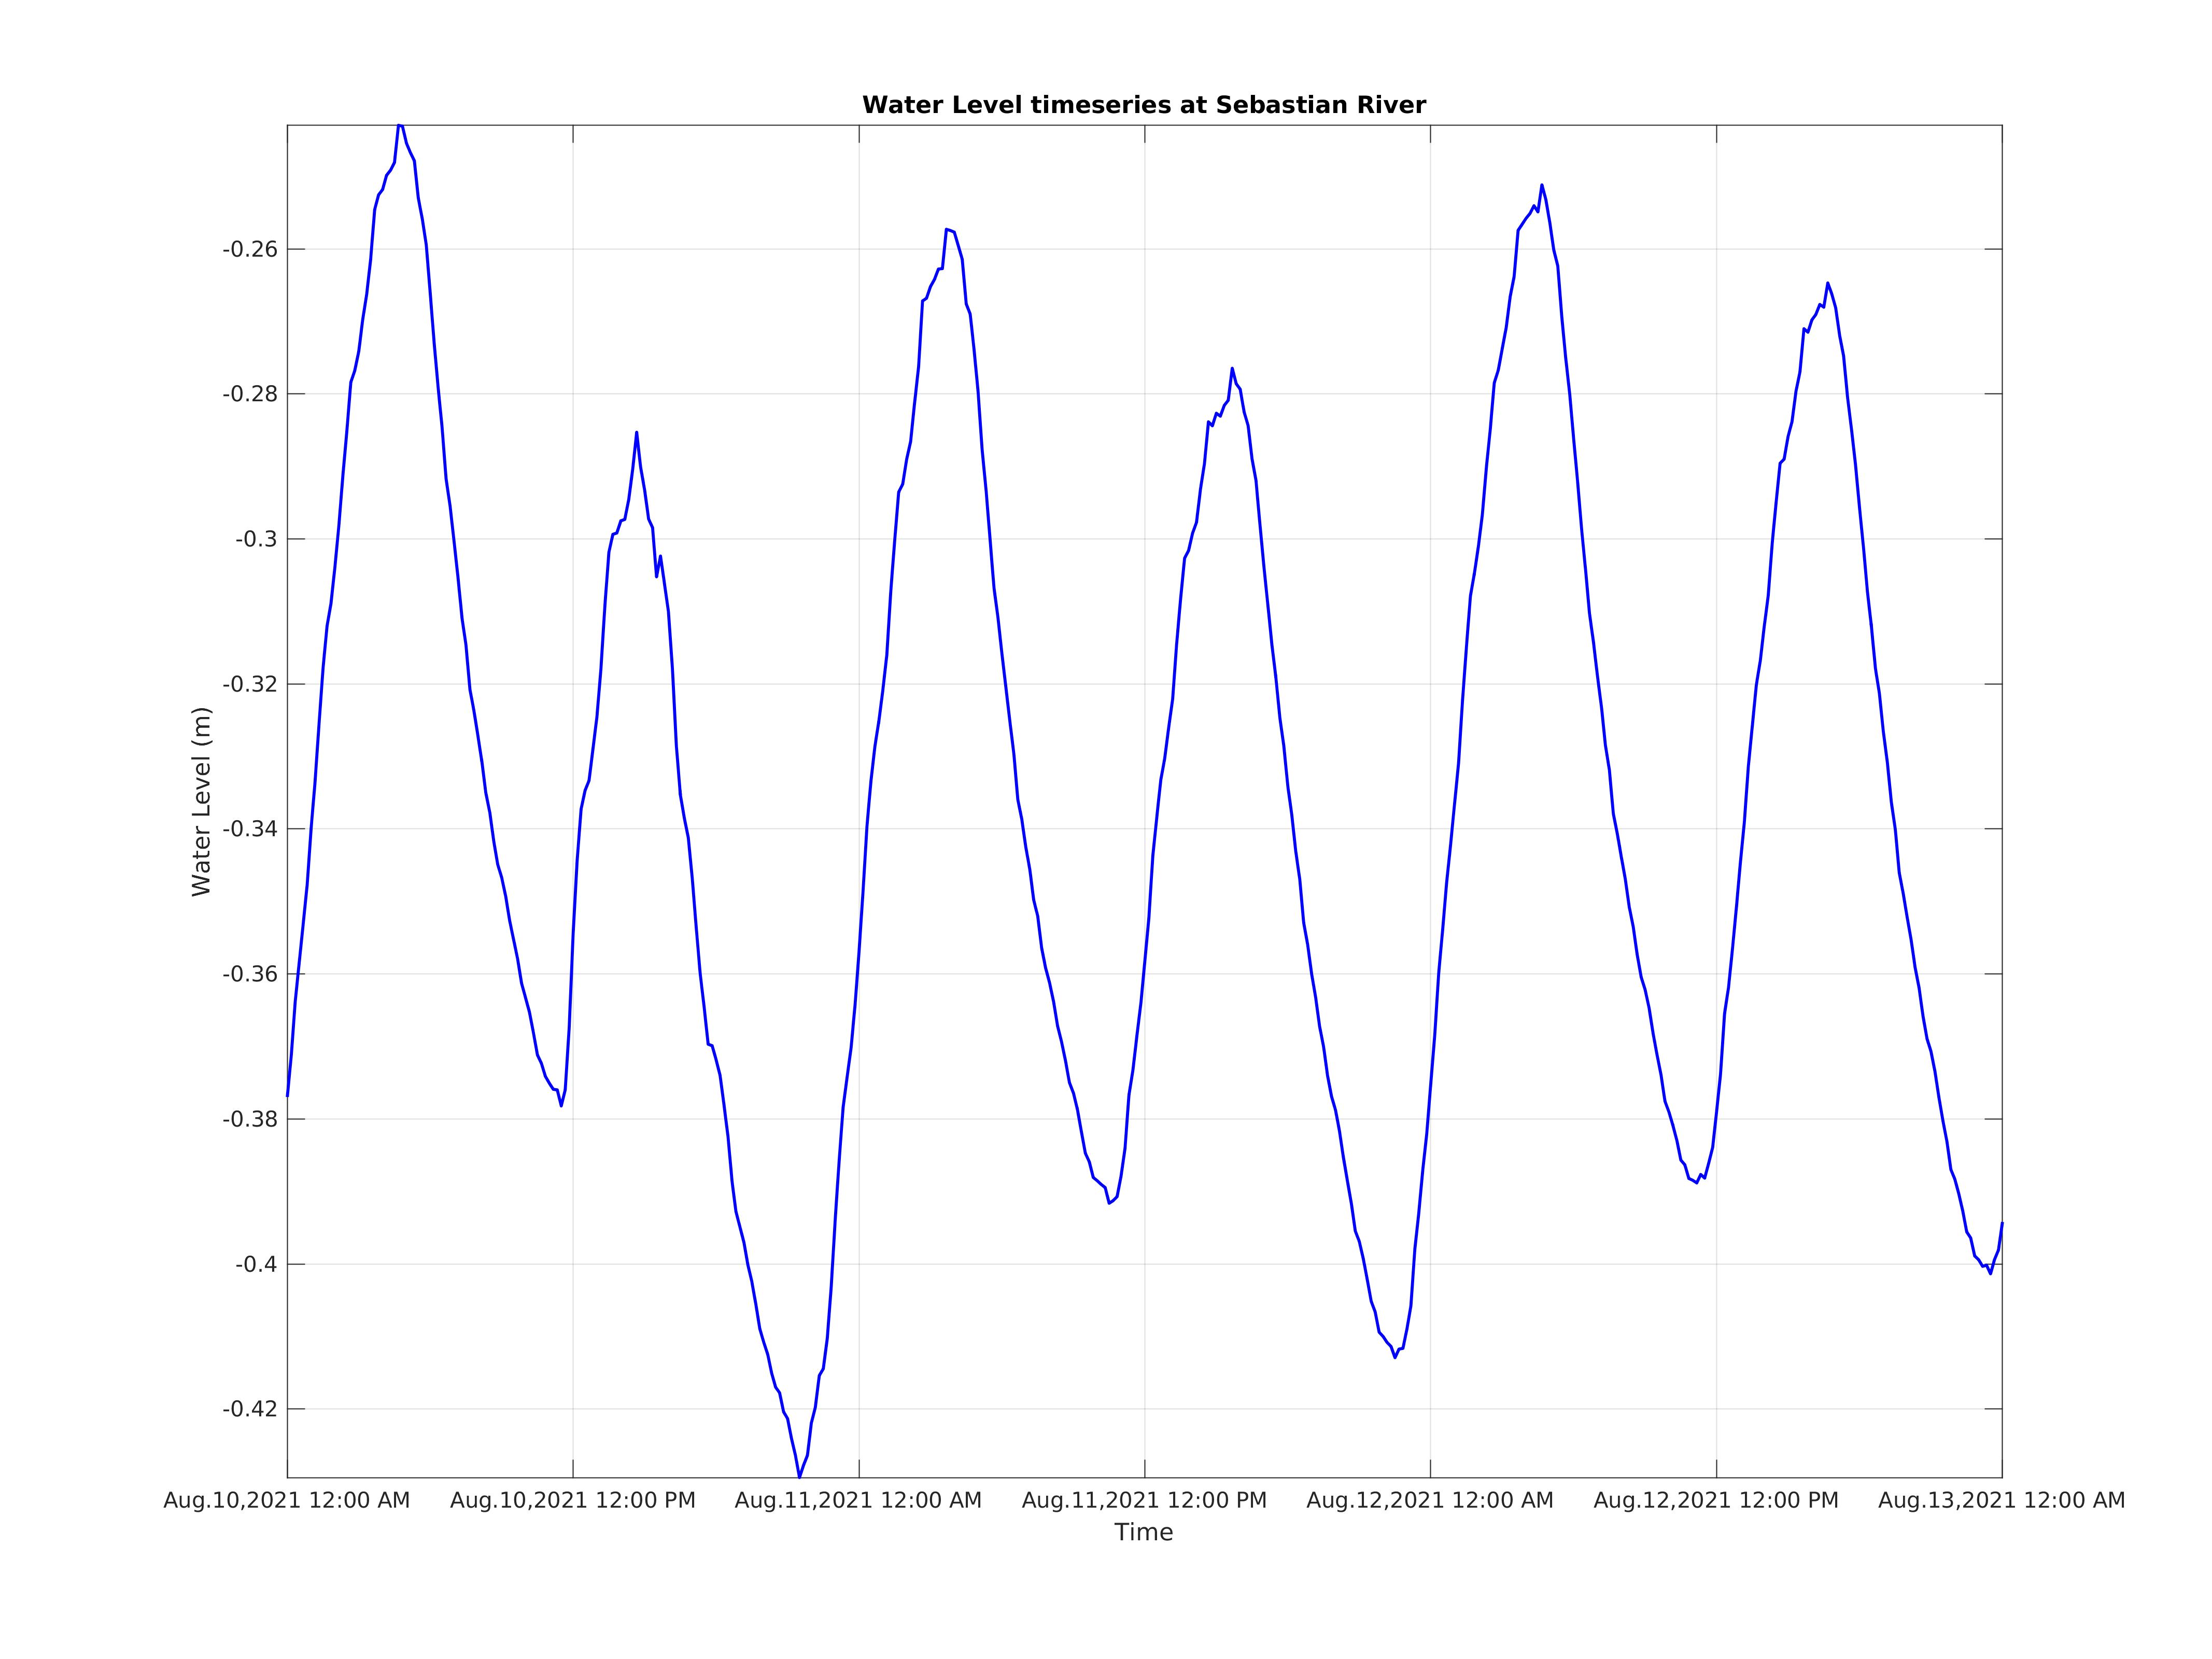 Water Level timeseries at Sebastian River
-0.26
-0.28
-0.3
-0.32
-0.34
-0.36
-0.38
-0.4
-0.42
Water Level (m)
Aug.10,2021 12:00 AM Aug.10,2021 12:00 PM Aug.11,2021 12:00 AM Aug.11,2021 12:00 PM Aug.12,2021 12:00 AM Aug.12,2021 12:00 PM Aug.13,2021 12:00 AM
Time